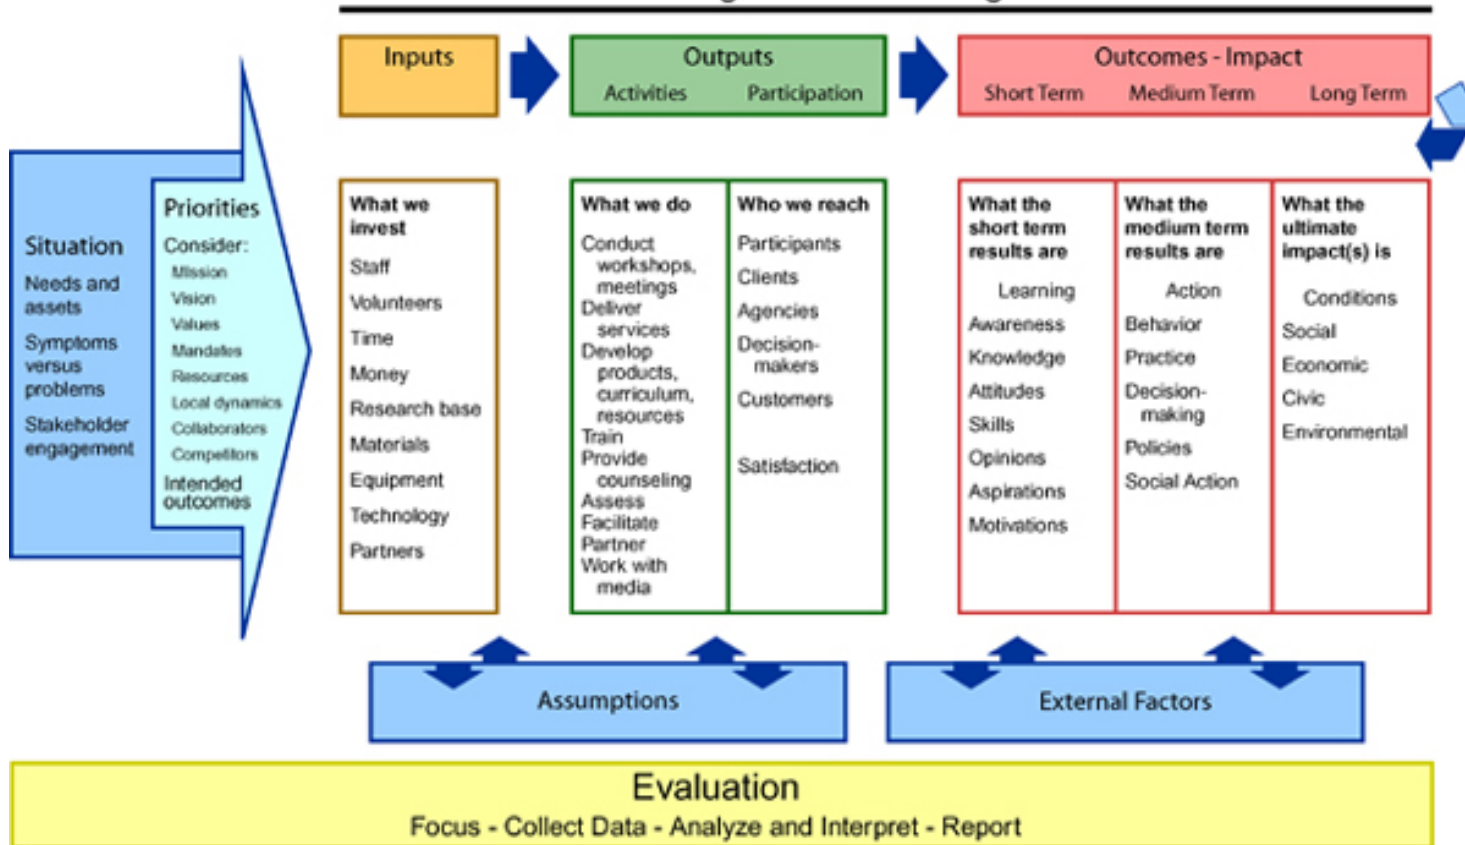 Inputs
Outputs
Activities Participation
Outcomes - Impact
Short Term Medium Term Long Term
Situation
Needs and
assets
Symptoms
versus
problems
Stakeholder
engagement
Priorities
Consider:
Mission
Vision
Values
Mandates
Resources
Local dynamics
Collaborators
Competitors
Intended
outcomes
What we
invest
Staff
Volunteers
Time
Money
Research base
Materials
Equipment
Technology
Partners
What we do
Conduct
workshops,
meetings
Deliver
services
Develop
products,
curriculum,
resources
Train
Provide
counseling
Assess
Facilitate
Partner
Work with
media
Who we reach
Participants
Clients
Agencies
Decision-
makers
Customers
Satisfaction
What the
short term
results are
Learning
Awareness
Knowledge
Attitudes
Skills
Opinions
Aspirations
Motivations
What the
medium term
results are
Action
Behavior
Practice
Decision-
making
Policies
Social Action
What the
ultimate
impact(s) is
Conditions
Social
Economic
Civic
Environmental
Assumptions
External Factors
Evaluation
Focus - Collect Data - Analyze and Interpret - Report